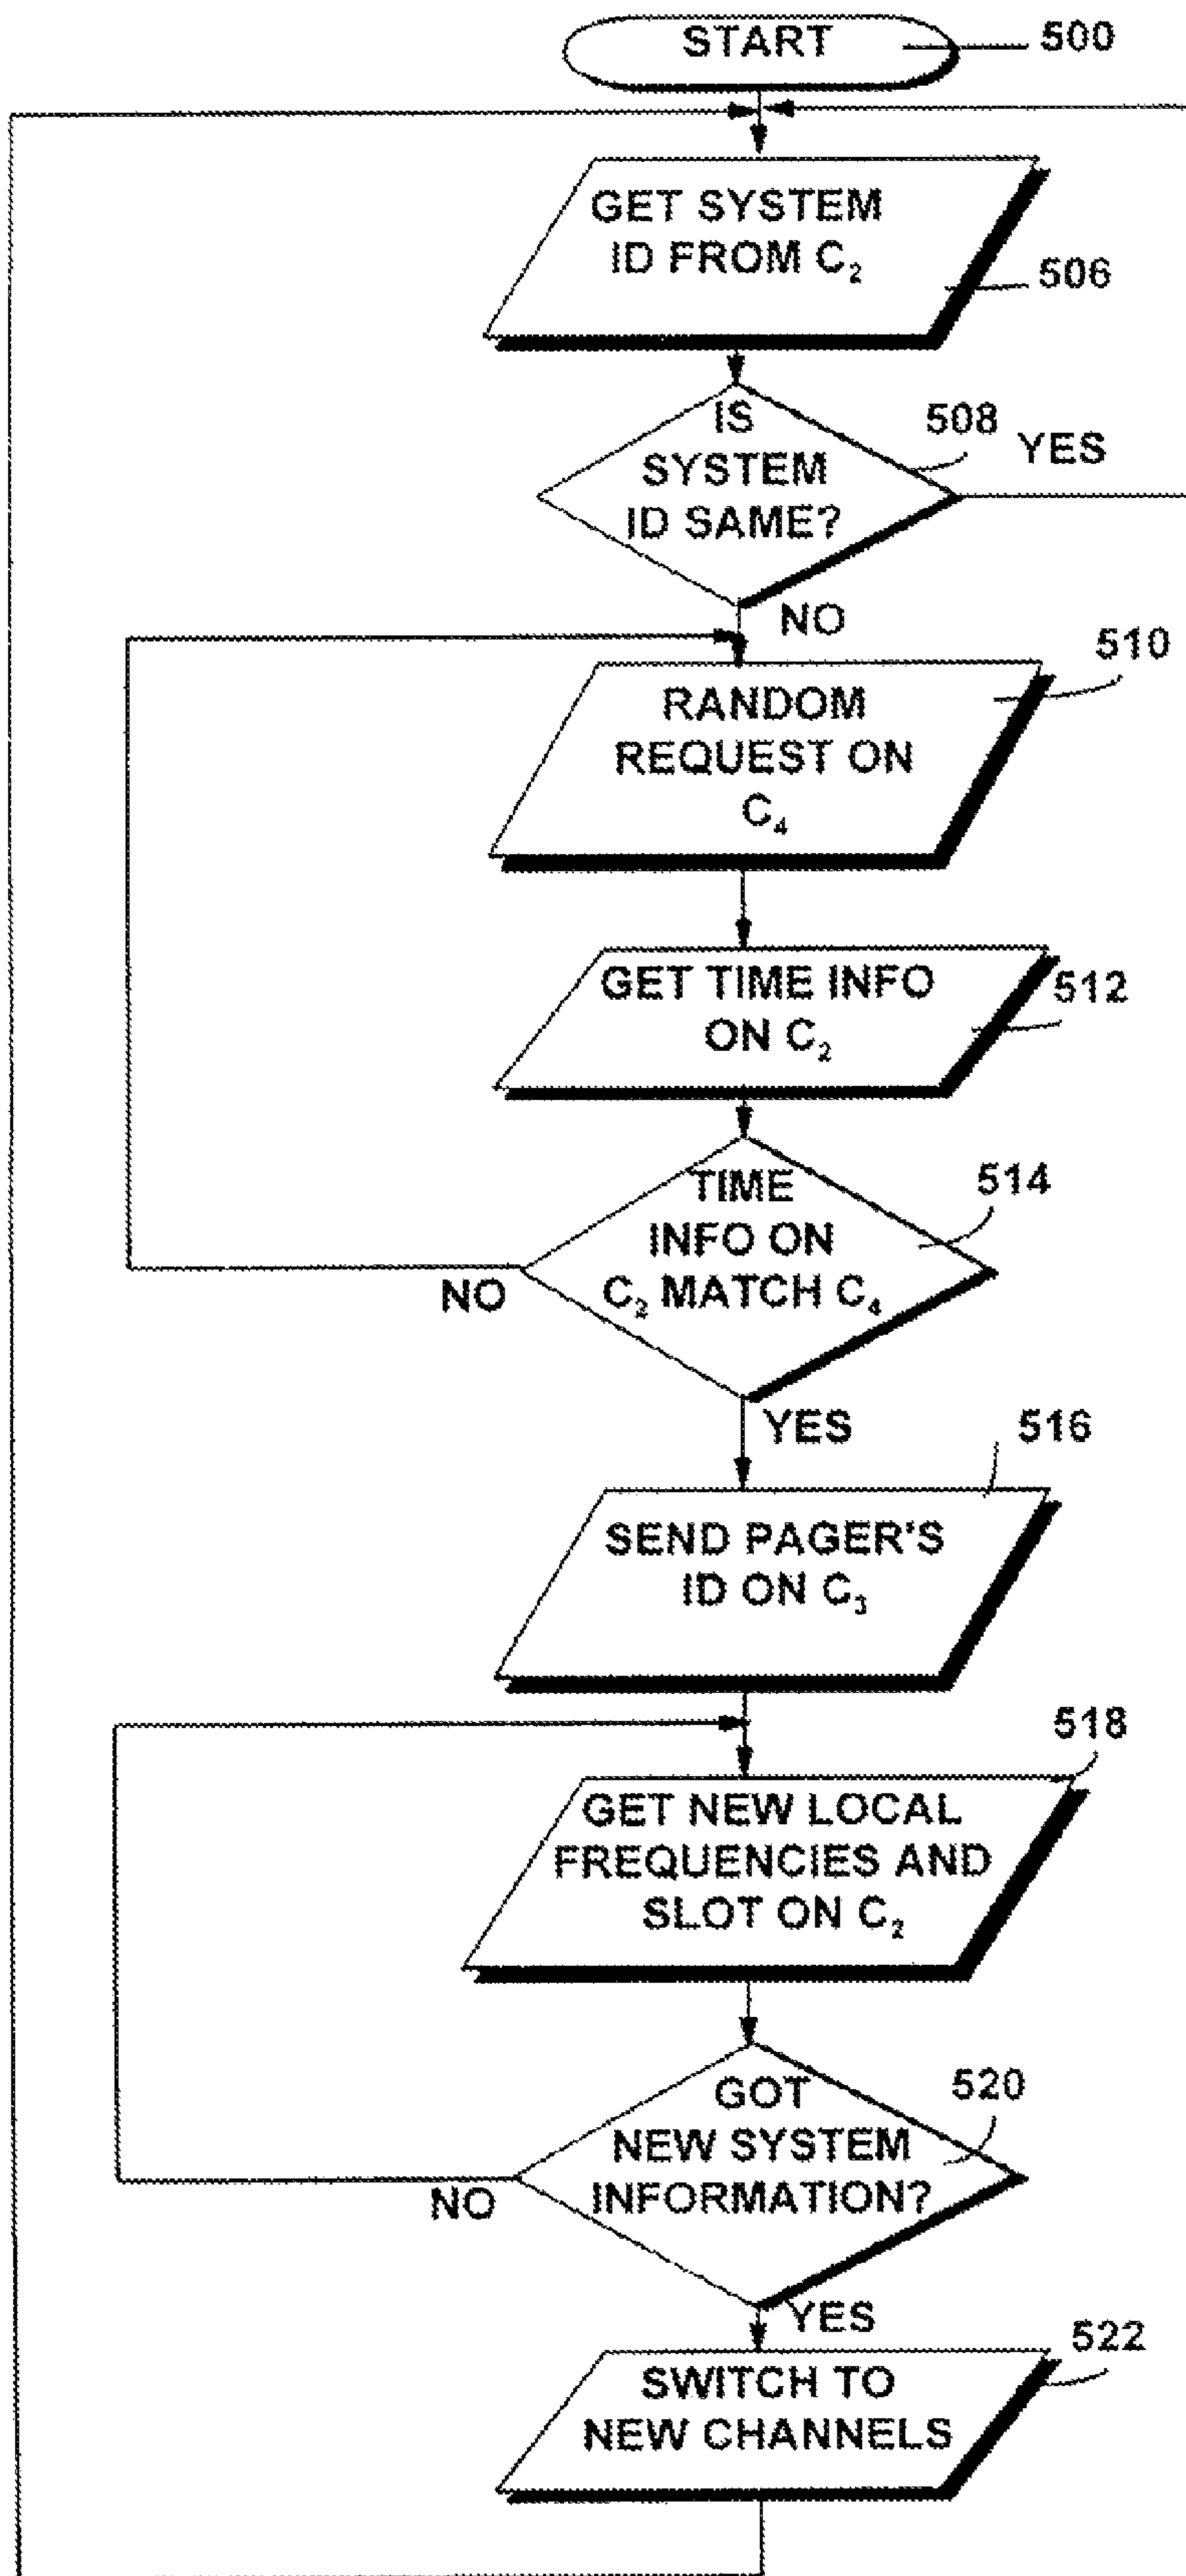 START
500
GET SYSTEM
ID FROM C₂
506
IS
SYSTEM
ID SAME?
508
YES
NO
510
RANDOM
REQUEST ON
C₄
GET TIME INFO
ON C₂
512
TIME
INFO ON
C₂ MATCH C₄
514
NO
YES
516
SEND PAGER'S
ID ON C₃
518
GET NEW LOCAL
FREQUENCIES AND
SLOT ON C₂
GOT
NEW SYSTEM
INFORMATION?
520
NO
YES
522
SWITCH TO
NEW CHANNELS